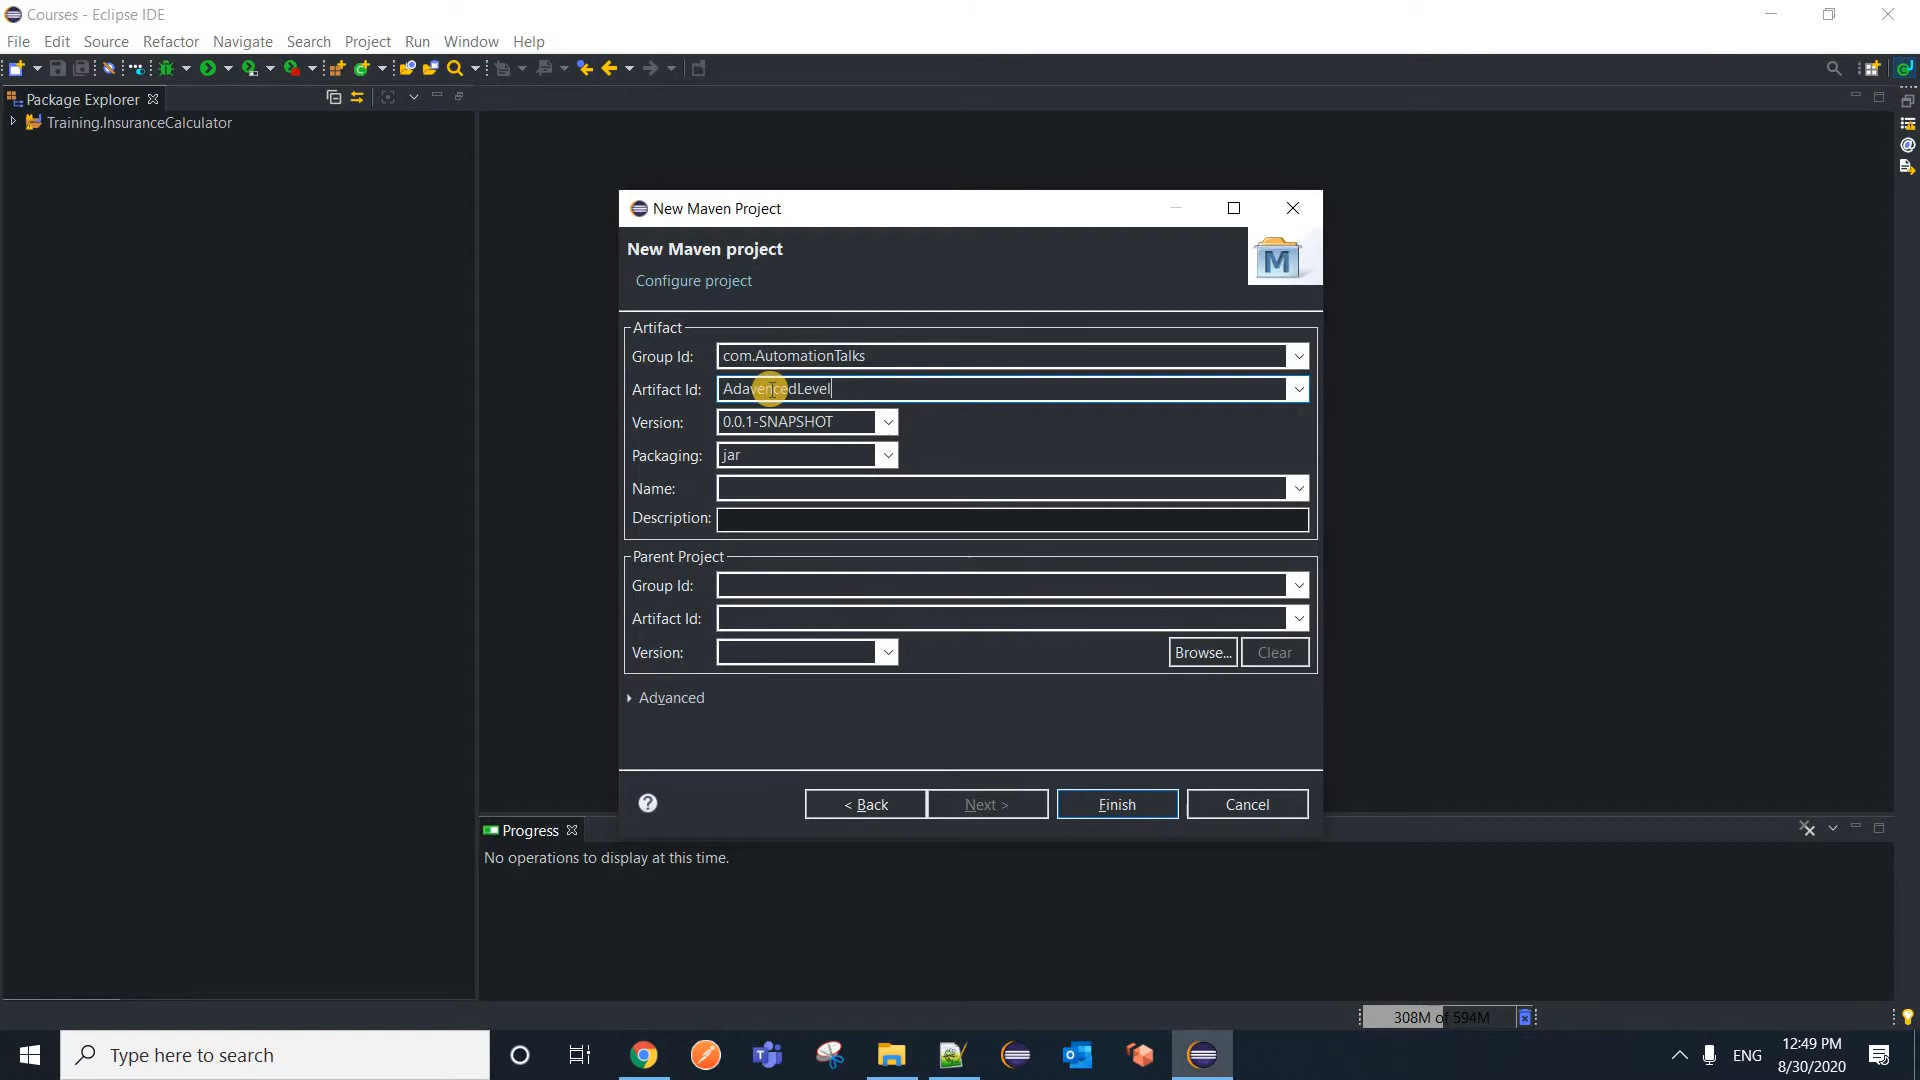 Courses - Eclipse IDE
File Edit Source Refactor Navigate Search Project Run Window Help
Package Explorer
Training.InsuranceCalculator
New Maven Project
New Maven project
Configure project
M
Artifact
Group Id: com.AutomationTalks
Artifact Id: AdavencedLevel
Version: 0.0.1-SNAPSHOT
Packaging: jar
Name:
Description:
Parent Project
Group Id:
Artifact Id:
Version: Browse... Clear
Advanced
< Back Next > Finish Cancel
Progress
No operations to display at this time.
308M of 594M
Type here to search
ENG
12:49 PM
8/30/2020